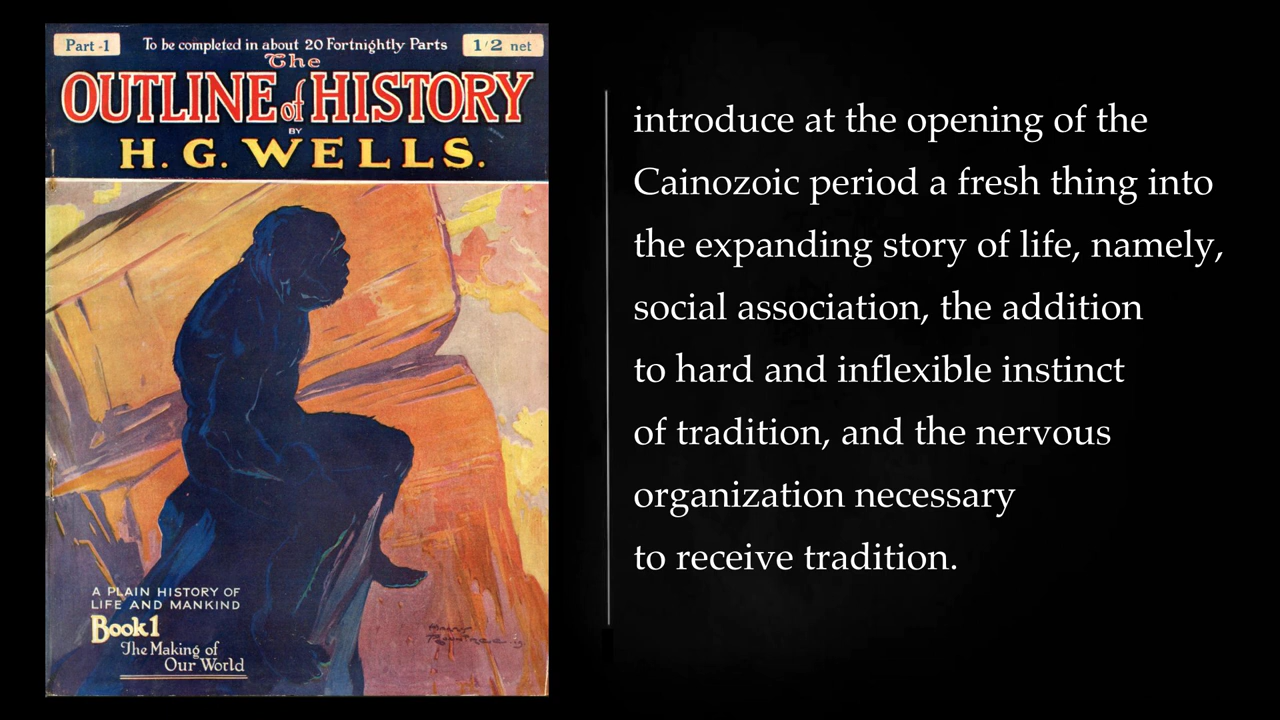 Part -1
To be completed in about 20 Fortnightly Parts
1/2 net
The
OUTLINE of HISTORY
BY
H. G. WELLS.
A PLAIN HISTORY OF
LIFE AND MANKIND
Book 1
The Making of
Our World
introduce at the opening of the
Cainozoic period a fresh thing into
the expanding story of life, namely,
social association, the addition
to hard and inflexible instinct
of tradition, and the nervous
organization necessary
to receive tradition.